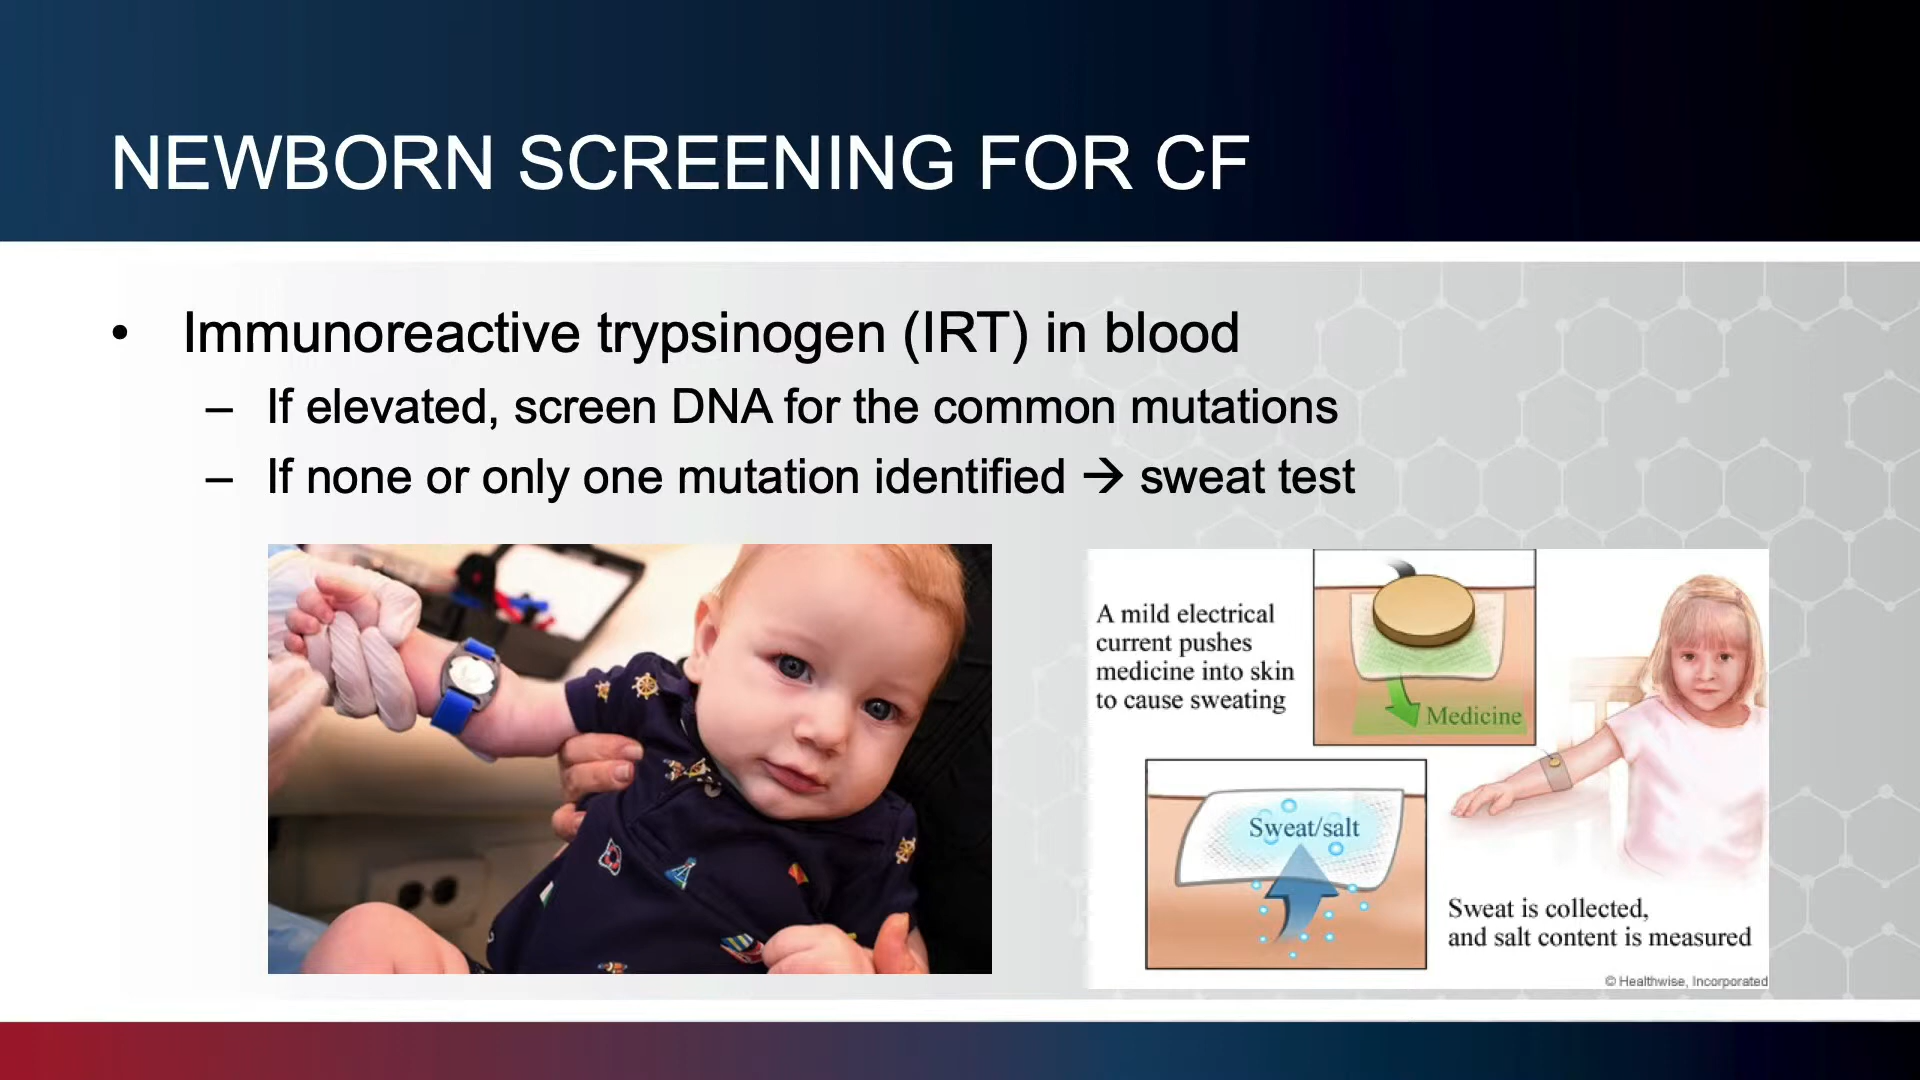 NEWBORN SCREENING FOR CF
• Immunoreactive trypsinogen (IRT) in blood
– If elevated, screen DNA for the common mutations
– If none or only one mutation identified → sweat test
A mild electrical
current pushes
medicine into skin
to cause sweating
Medicine
Sweat/salt
Sweat is collected,
and salt content is measured
© Healthwise, Incorporated